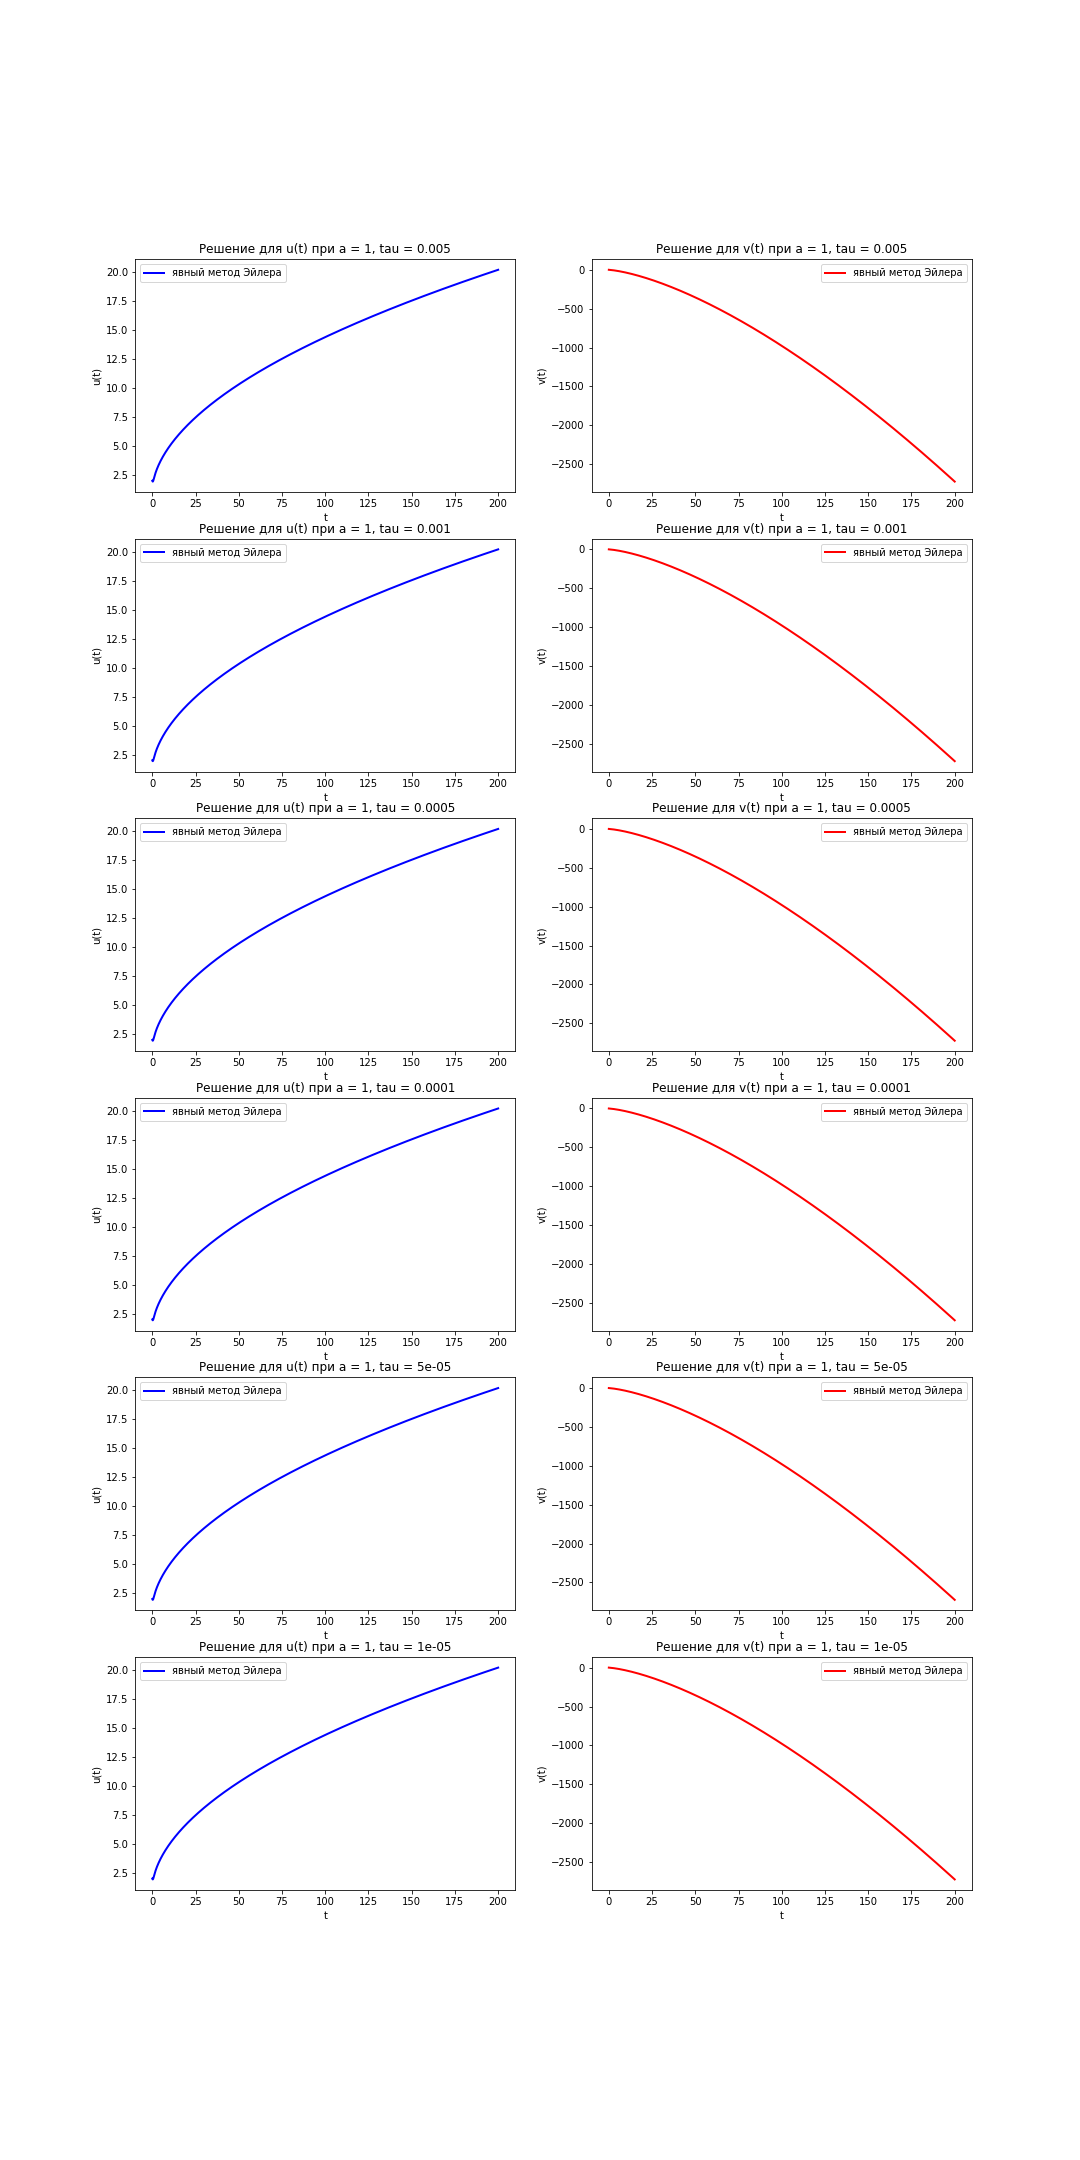 Решение для u(t) при a = 1, tau = 0.005
явный метод Эйлера
20.0
17.5
15.0
12.5
10.0
7.5
5.0
2.5
u(t)
0 25 50 75 100 125 150 175 200
t
Решение для v(t) при a = 1, tau = 0.005
явный метод Эйлера
0
−500
−1000
−1500
−2000
−2500
v(t)
0 25 50 75 100 125 150 175 200
t
Решение для u(t) при a = 1, tau = 0.001
явный метод Эйлера
20.0
17.5
15.0
12.5
10.0
7.5
5.0
2.5
u(t)
0 25 50 75 100 125 150 175 200
t
Решение для v(t) при a = 1, tau = 0.001
явный метод Эйлера
0
−500
−1000
−1500
−2000
−2500
v(t)
0 25 50 75 100 125 150 175 200
t
Решение для u(t) при a = 1, tau = 0.0005
явный метод Эйлера
20.0
17.5
15.0
12.5
10.0
7.5
5.0
2.5
u(t)
0 25 50 75 100 125 150 175 200
t
Решение для v(t) при a = 1, tau = 0.0005
явный метод Эйлера
0
−500
−1000
−1500
−2000
−2500
v(t)
0 25 50 75 100 125 150 175 200
t
Решение для u(t) при a = 1, tau = 0.0001
явный метод Эйлера
20.0
17.5
15.0
12.5
10.0
7.5
5.0
2.5
u(t)
0 25 50 75 100 125 150 175 200
t
Решение для v(t) при a = 1, tau = 0.0001
явный метод Эйлера
0
−500
−1000
−1500
−2000
−2500
v(t)
0 25 50 75 100 125 150 175 200
t
Решение для u(t) при a = 1, tau = 5e-05
явный метод Эйлера
20.0
17.5
15.0
12.5
10.0
7.5
5.0
2.5
u(t)
0 25 50 75 100 125 150 175 200
t
Решение для v(t) при a = 1, tau = 5e-05
явный метод Эйлера
0
−500
−1000
−1500
−2000
−2500
v(t)
0 25 50 75 100 125 150 175 200
t
Решение для u(t) при a = 1, tau = 1e-05
явный метод Эйлера
20.0
17.5
15.0
12.5
10.0
7.5
5.0
2.5
u(t)
0 25 50 75 100 125 150 175 200
t
Решение для v(t) при a = 1, tau = 1e-05
явный метод Эйлера
0
−500
−1000
−1500
−2000
−2500
v(t)
0 25 50 75 100 125 150 175 200
t